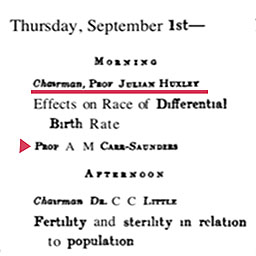 Thursday, September 1st—
MORNING
Chairman, PROF JULIAN HUXLEY
Effects on Race of Differential
Birth Rate
PROF A M CARR-SAUNDERS
AFTERNOON
Chairman DR. C C LITTLE
Fertility and sterility in relation
to population